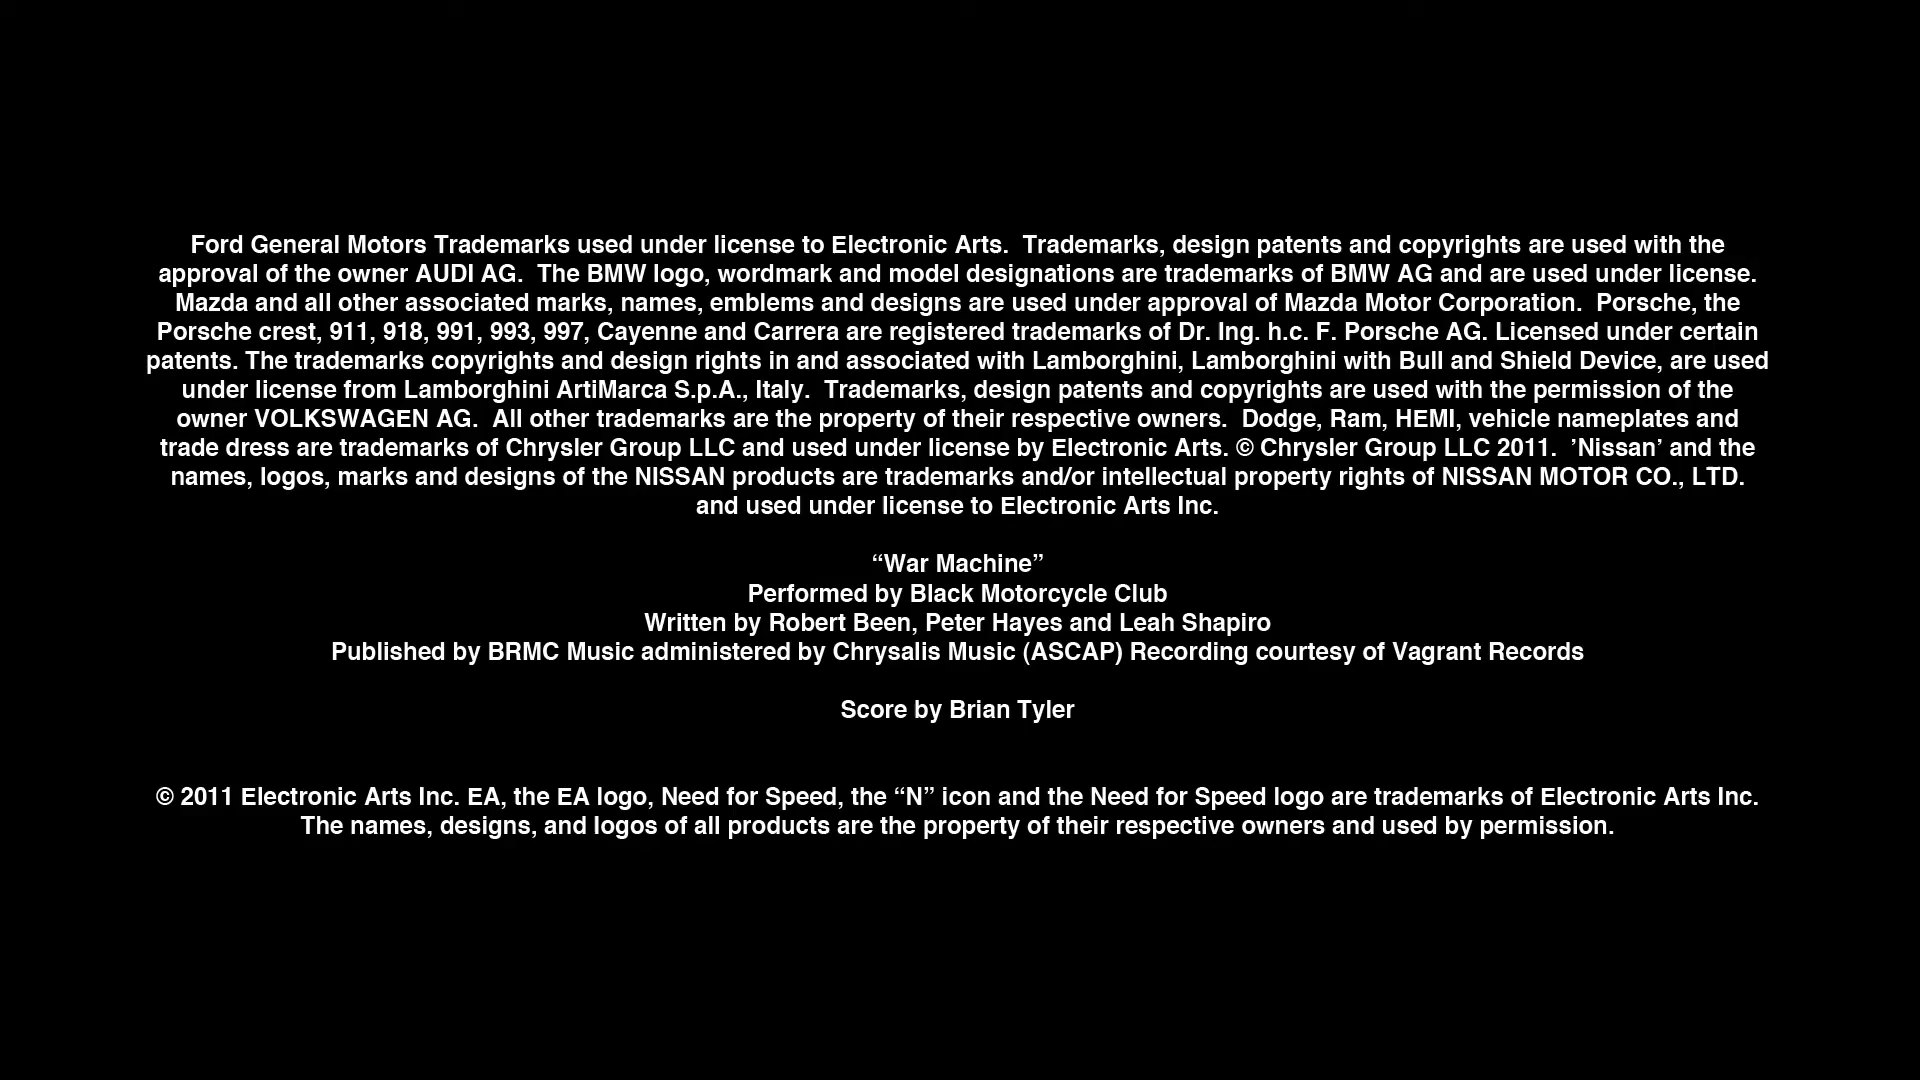 Ford General Motors Trademarks used under license to Electronic Arts.  Trademarks, design patents and copyrights are used with the
approval of the owner AUDI AG.  The BMW logo, wordmark and model designations are trademarks of BMW AG and are used under license.
Mazda and all other associated marks, names, emblems and designs are used under approval of Mazda Motor Corporation.  Porsche, the
Porsche crest, 911, 918, 991, 993, 997, Cayenne and Carrera are registered trademarks of Dr. Ing. h.c. F. Porsche AG. Licensed under certain
patents. The trademarks copyrights and design rights in and associated with Lamborghini, Lamborghini with Bull and Shield Device, are used
under license from Lamborghini ArtiMarca S.p.A., Italy.  Trademarks, design patents and copyrights are used with the permission of the
owner VOLKSWAGEN AG.  All other trademarks are the property of their respective owners.  Dodge, Ram, HEMI, vehicle nameplates and
trade dress are trademarks of Chrysler Group LLC and used under license by Electronic Arts. © Chrysler Group LLC 2011.  ’Nissan’ and the
names, logos, marks and designs of the NISSAN products are trademarks and/or intellectual property rights of NISSAN MOTOR CO., LTD.
and used under license to Electronic Arts Inc.
“War Machine”
Performed by Black Motorcycle Club
Written by Robert Been, Peter Hayes and Leah Shapiro
Published by BRMC Music administered by Chrysalis Music (ASCAP) Recording courtesy of Vagrant Records
Score by Brian Tyler
© 2011 Electronic Arts Inc. EA, the EA logo, Need for Speed, the “N” icon and the Need for Speed logo are trademarks of Electronic Arts Inc.
The names, designs, and logos of all products are the property of their respective owners and used by permission.